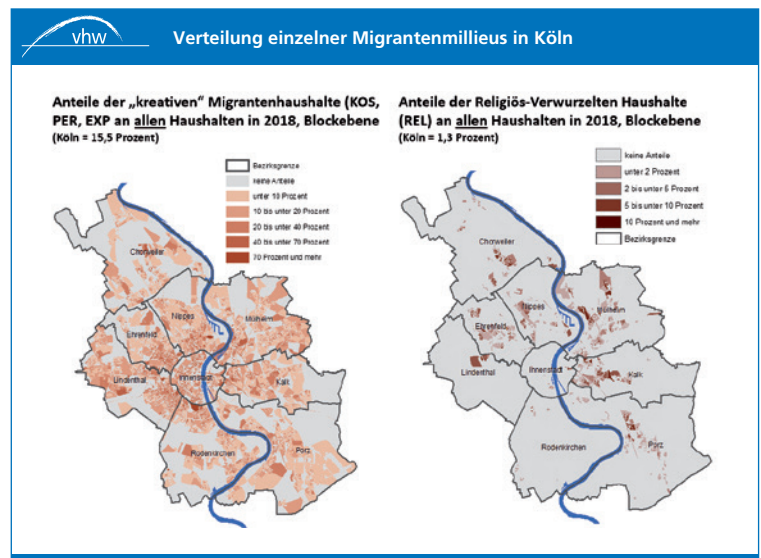 vhw
Verteilung einzelner Migrantenmillieus in Köln
Anteile der „kreativen“ Migrantenhaushalte (KOS,
PER, EXP an allen Haushalten in 2018, Blockebene
(Köln = 15,5 Prozent)
Bezirksgrenze
keine Anteile
unter 10 Prozent
10 bis unter 20 Prozent
20 bis unter 40 Prozent
40 bis unter 70 Prozent
70 Prozent und mehr
Chorweiler
Nippes
Mülheim
Ehrenfeld
Lindenthal
Innenstadt
Kalk
Rodenkirchen
Porz
Anteile der Religiös-Verwurzelten Haushalte
(REL) an allen Haushalten in 2018, Blockebene
(Köln = 1,3 Prozent)
keine Anteile
unter 2 Prozent
2 bis unter 5 Prozent
5 bis unter 10 Prozent
10 Prozent und mehr
Bezirksgrenze
Chorweiler
Nippes
Mülheim
Ehrenfeld
Lindenthal
Innenstadt
Kalk
Rodenkirchen
Porz